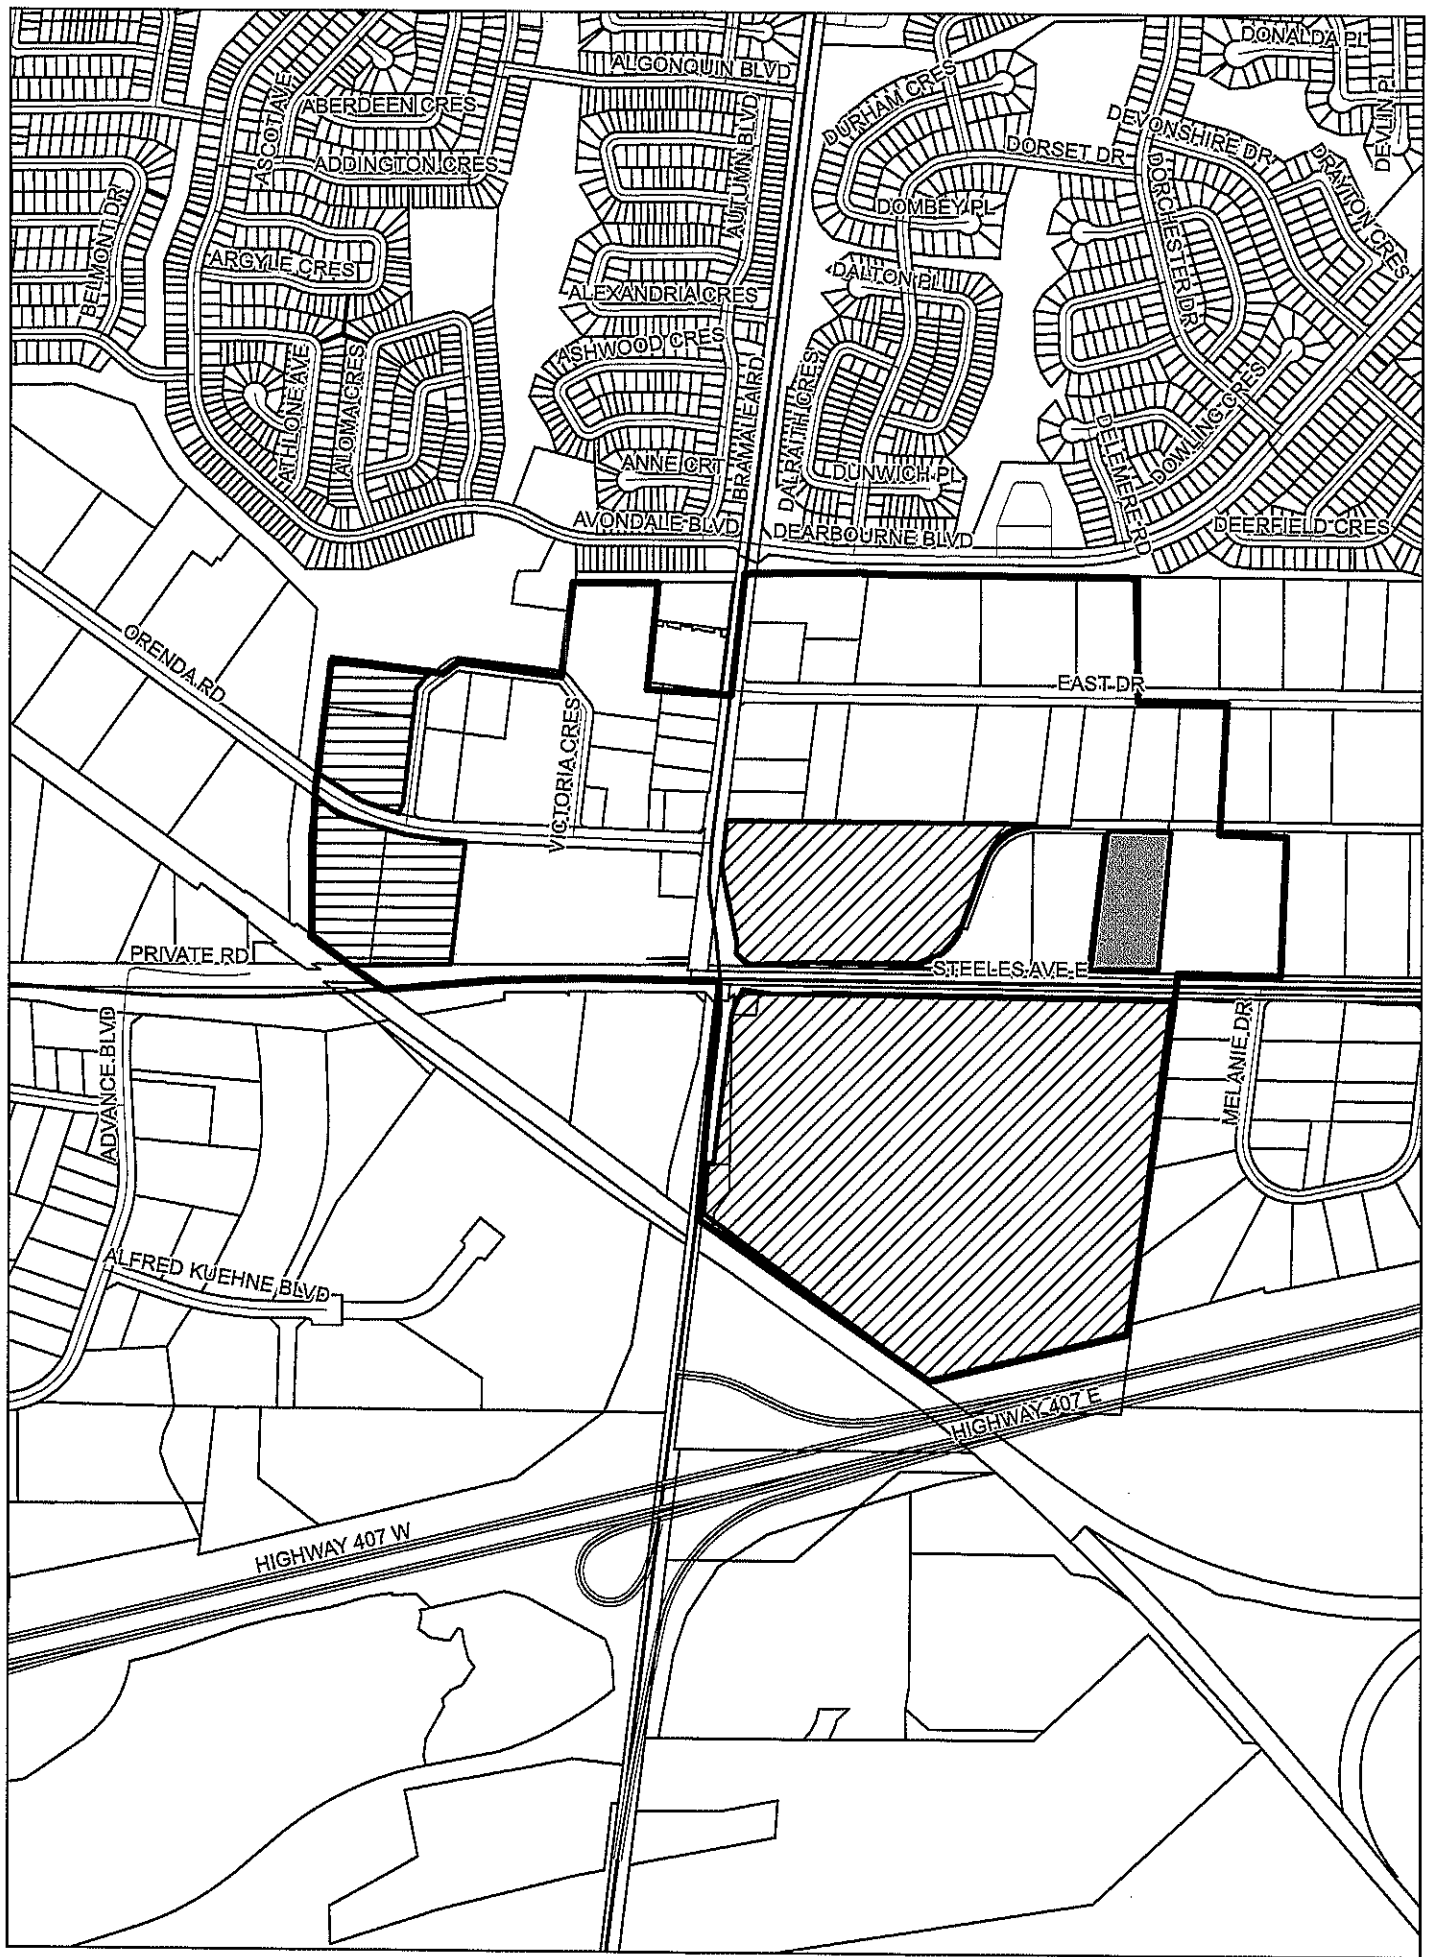 DONALDA PL
ALGONQUIN BLVD
DEVLIN PL
ASCOT AVE
ABERDEEN CRES
DURHAM CRES
DEVONSHIRE DR
ADDINGTON CRES
AUTUMN BLVD
DORSET DR
DRAYTON CRES
DORCHESTER DR
DOMBEY PL
BELMONT DR
ARGYLE CRES
DALTON PL
ALEXANDRIA CRES
ASHWOOD CRES
ATHLONE AVE
ALOMA CRES
BRAMALEA RD
DALRAITH CRES
DOWLING CRES
DELEMERE RD
ANNE CRT
DUNWICH PL
AVONDALE BLVD
DEARBOURNE BLVD
DEERFIELD CRES
ORENDA RD
EAST DR
VICTORIA CRES
PRIVATE RD
STEELES AVE E
ADVANCE BLVD
MELANIE DR
ALFRED KUEHNE BLVD
HIGHWAY 407 E
HIGHWAY 407 W